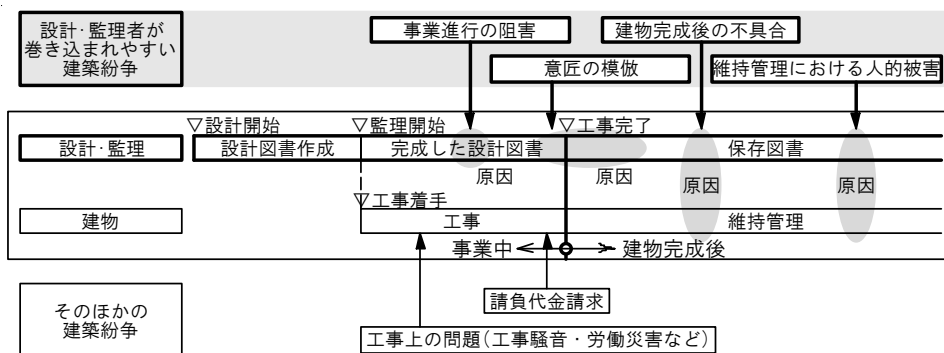 設計・監理者が
巻き込まれやすい
建築紛争
事業進行の阻害
建物完成後の不具合
意匠の模倣
維持管理における人的被害
▽設計開始
▽監理開始
▽工事完了
設計・監理
設計図書作成
完成した設計図書
保存図書
原因
原因
原因
原因
▽工事着手
建物
工事
維持管理
事業中
建物完成後
請負代金請求
そのほかの
建築紛争
工事上の問題(工事騒音・労働災害など)